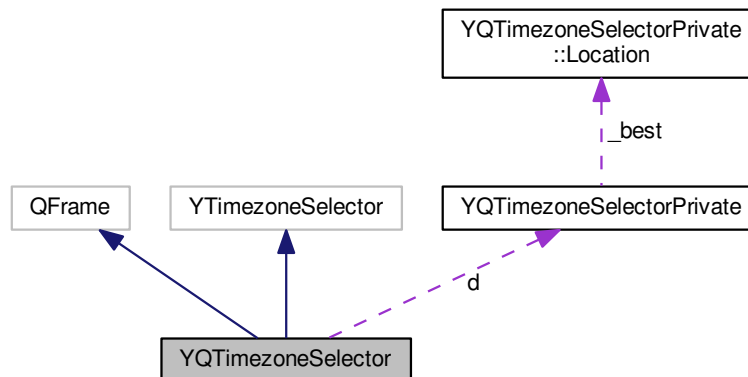 YQTimezoneSelectorPrivate
::Location
_best
QFrame
YTimezoneSelector
YQTimezoneSelectorPrivate
d
YQTimezoneSelector